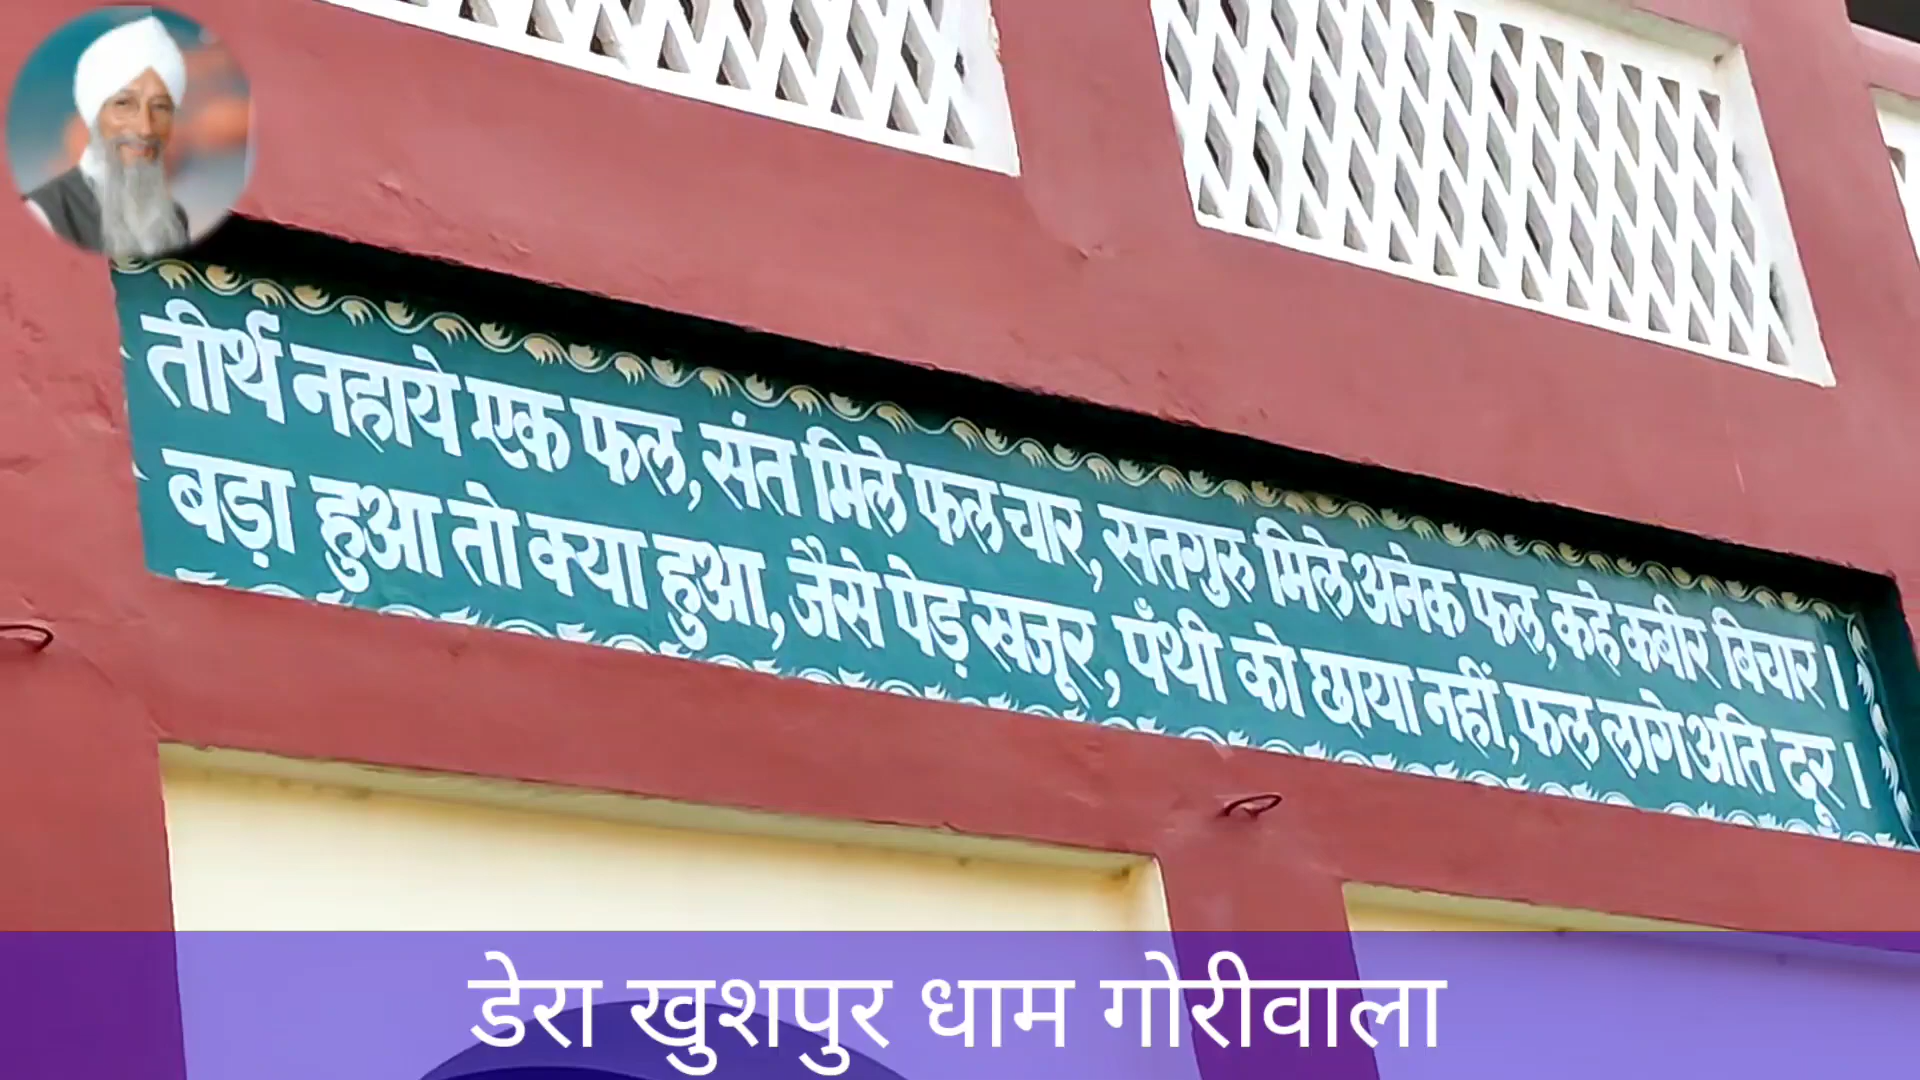 तीर्थ नहाये एक फल, संत मिले फल चार, सतगुरु मिले अनेक फल, कहे कबीर बिचार।
बड़ा हुआ तो क्या हुआ, जैसे पेड़ खजूर, पँथी को छाया नहीं, फल लागे अति दूर।
डेरा खुशपुर धाम गोरीवाला